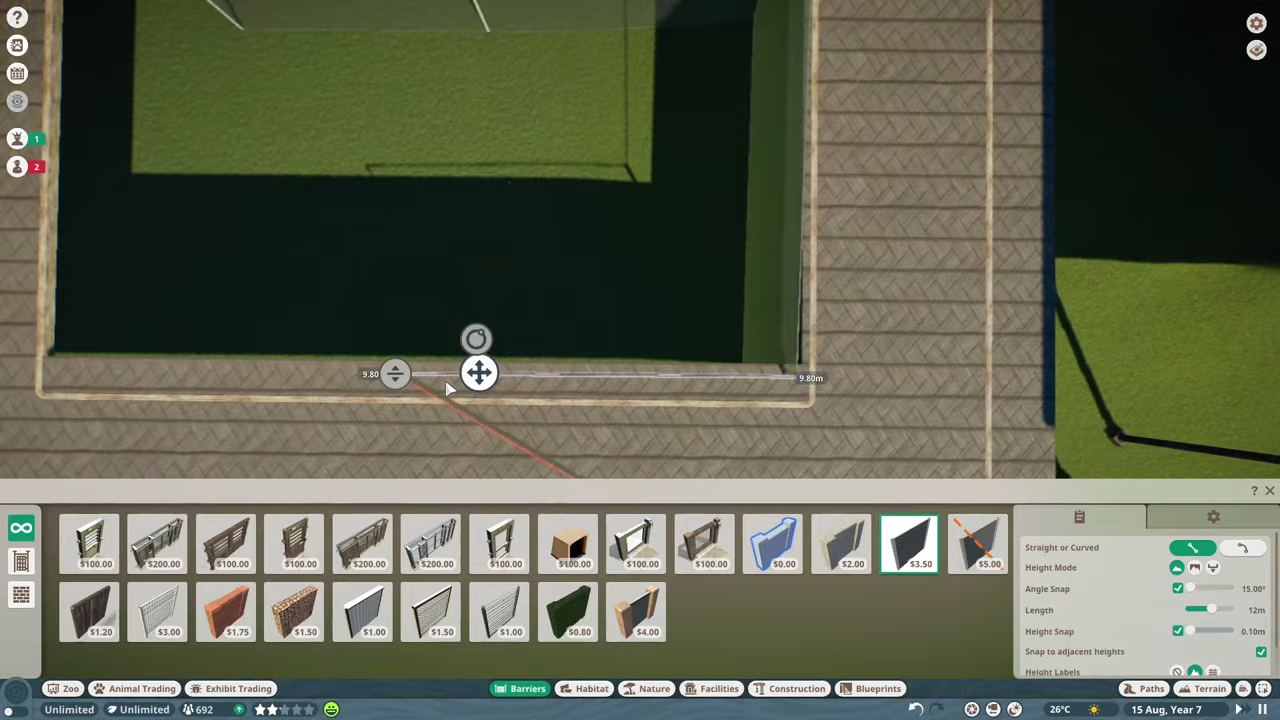 ?
1
2
9.80
9.80m
?
$100.00
$200.00
$100.00
$100.00
$200.00
$200.00
$100.00
$100.00
$100.00
$100.00
$0.00
$2.00
$3.50
$5.00
$1.20
$3.00
$1.75
$1.50
$1.00
$1.50
$1.00
$0.80
$4.00
Straight or Curved
Height Mode
Angle Snap 15.00°
Length 12m
Height Snap 0.10m
Snap to adjacent heights
Height Labels
Zoo
Animal Trading
Exhibit Trading
Barriers
Habitat
Nature
Facilities
Construction
Blueprints
Paths
Terrain
Unlimited
Unlimited
692
26°C
15 Aug, Year 7